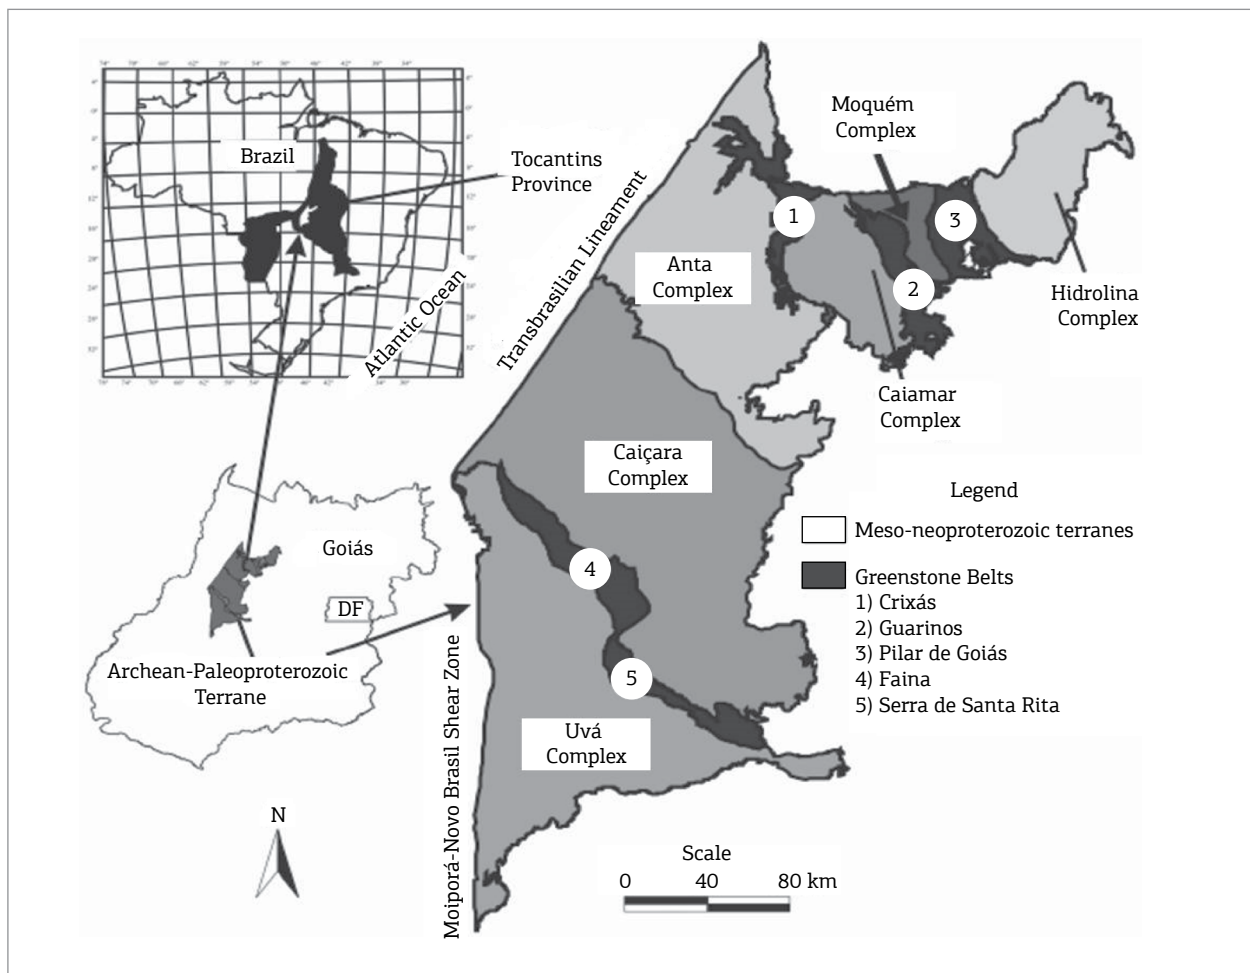 Brazil
Tocantins
Province
Atlantic Ocean
Transbrasilian Lineament
Moquém
Complex
1
3
2
Anta
Complex
Hidrolina
Complex
Caiamar
Complex
Caiçara
Complex
4
5
Uvá
Complex
Goiás
DF
Archean-Paleoproterozoic
Terrane
Moiporá-Novo Brasil Shear Zone
N
Legend
Meso-neoproterozoic terranes
Greenstone Belts
1) Crixás
2) Guarinos
3) Pilar de Goiás
4) Faina
5) Serra de Santa Rita
Scale
0 40 80 km